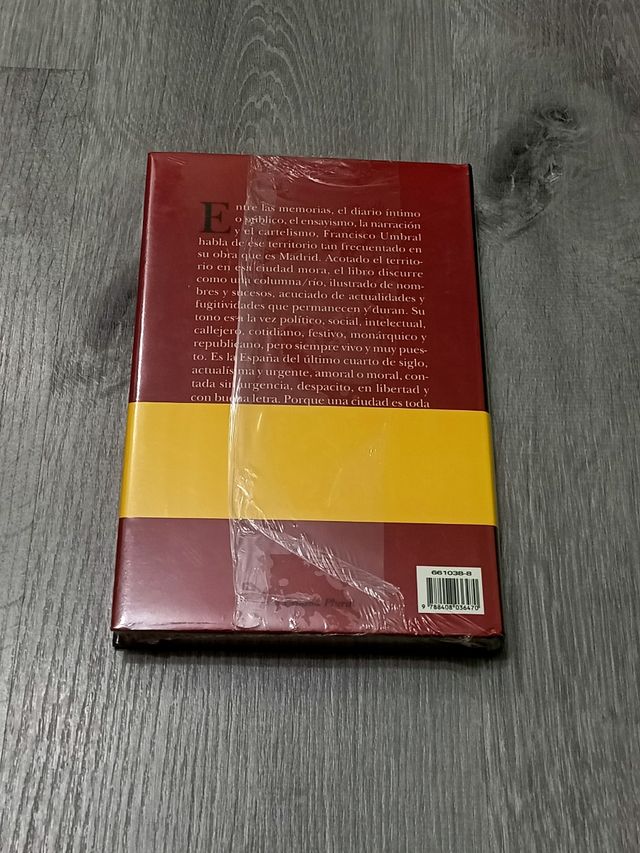 Entre las memorias, el diario íntimo
o público, el ensayismo, la narración
y el cartelismo, Francisco Umbral
habla de ese territorio tan frecuentado en
su obra que es Madrid. Acotado el territo-
rio en esa ciudad mora, el libro discurre
como una columna/río, ilustrado de nom-
bres y sucesos, acuciado de actualidades y
fugitividades que permanecen y duran. Su
tono es a la vez político, social, intelectual,
callejero, cotidiano, festivo, monárquico y
republicano, pero siempre vivo y muy pues-
to. Es la España del último cuarto de siglo,
actualísima y urgente, amoral o moral, con-
tada sin urgencia, despacito, en libertad y
con buena letra. Porque una ciudad es toda
661038-8
9 788408 036470
Plural